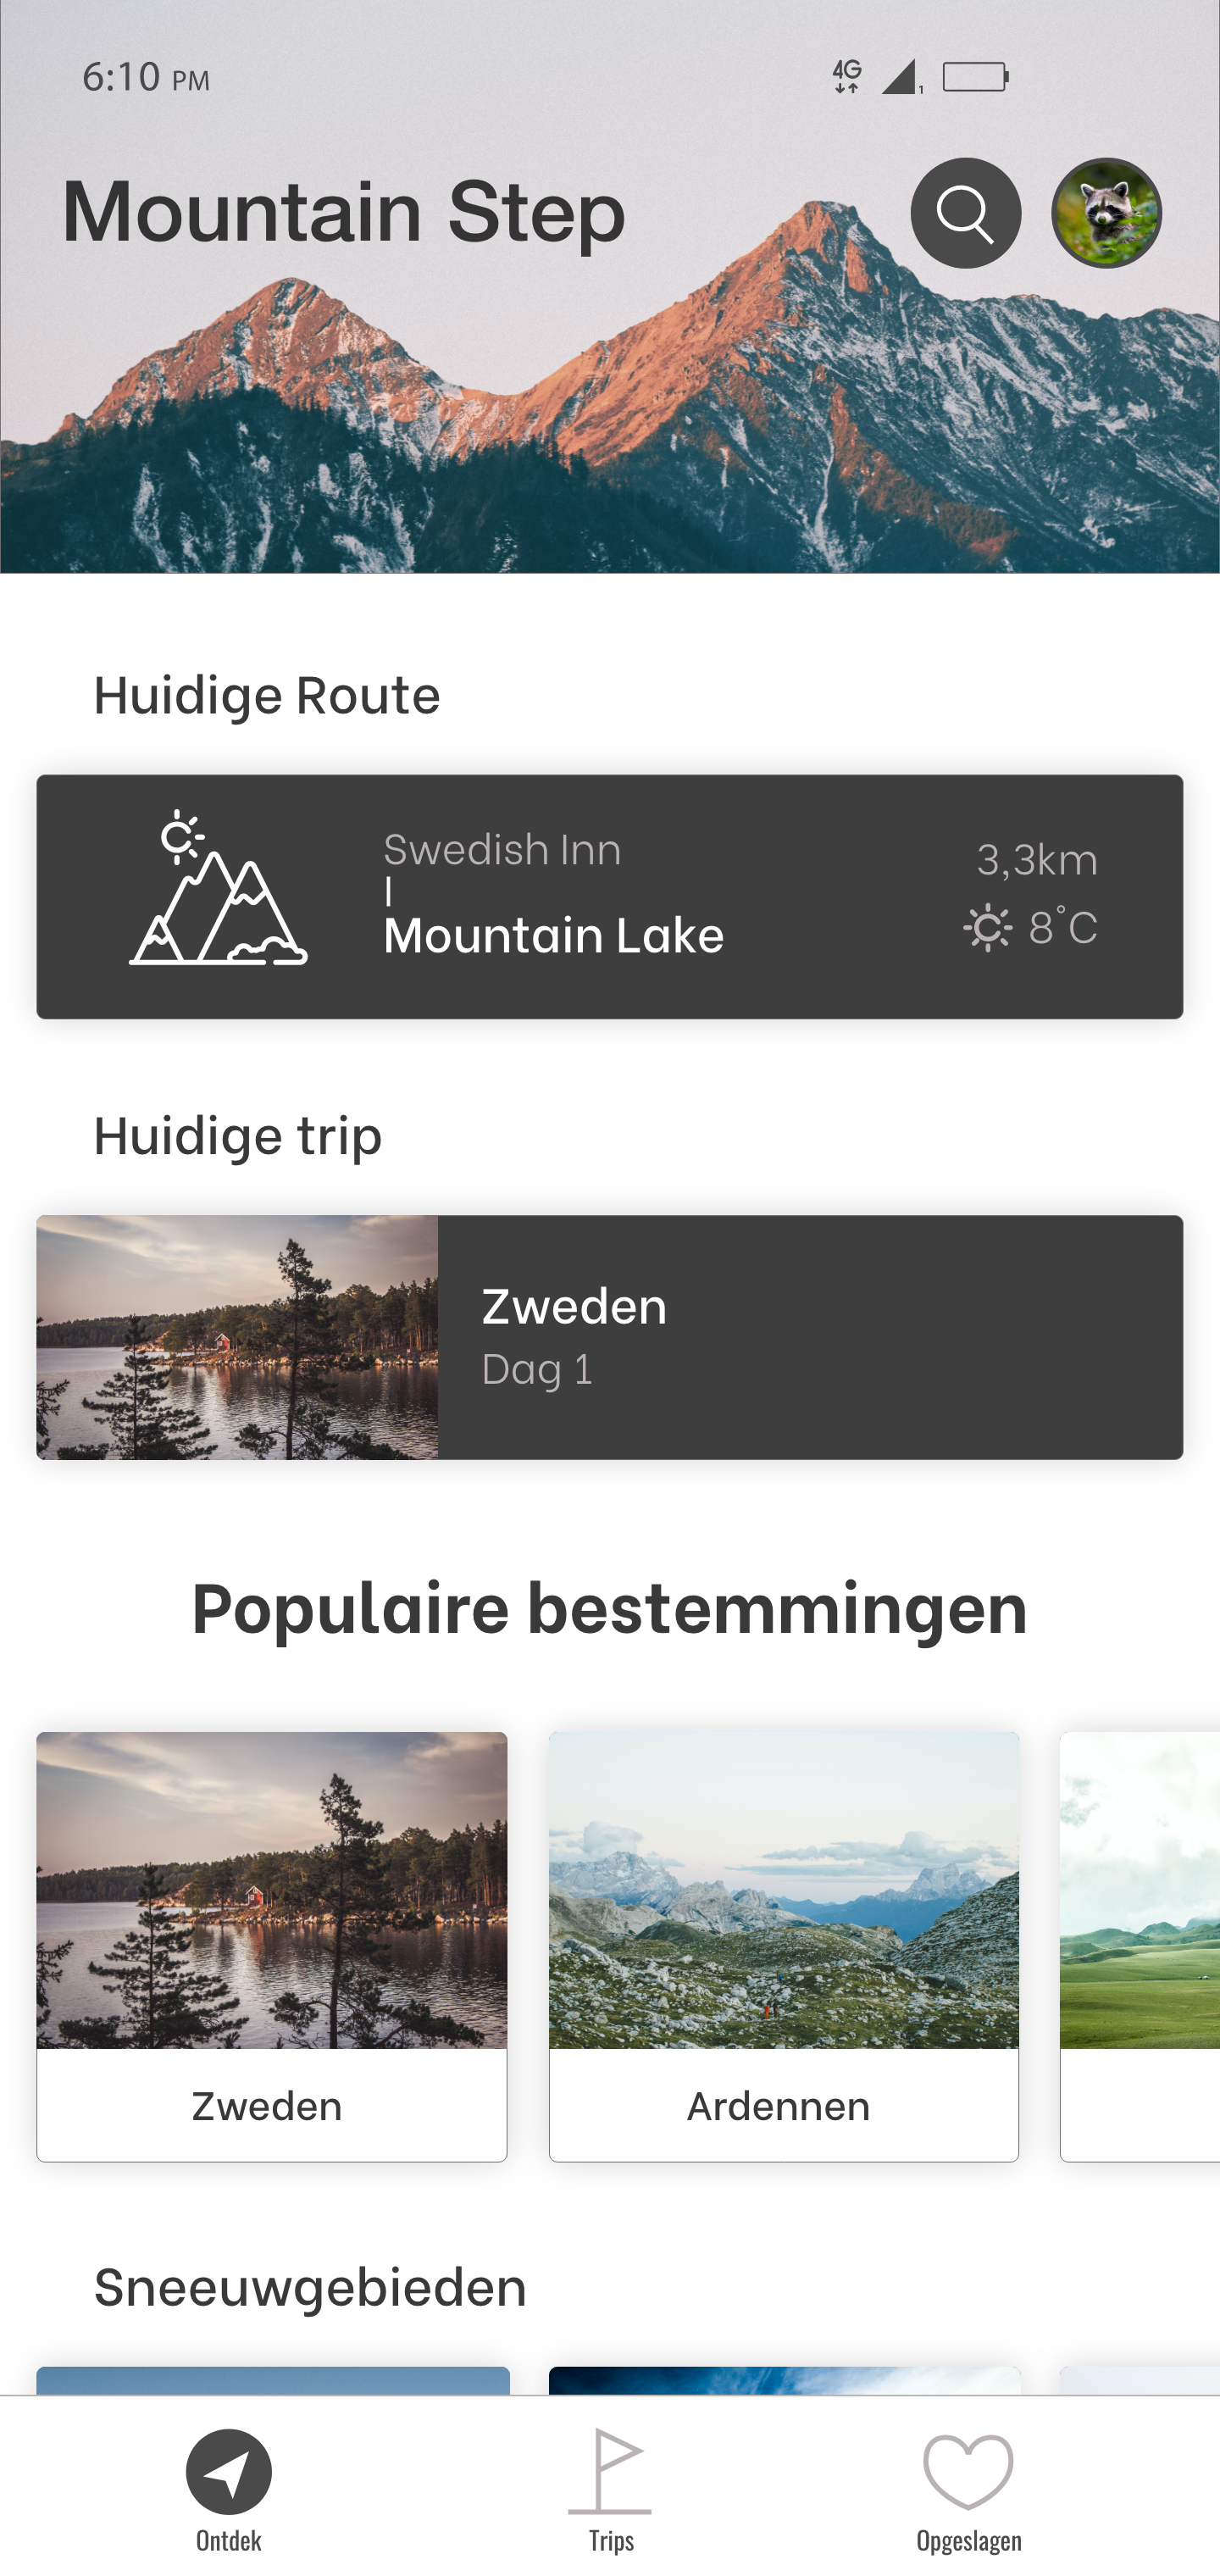 6:10 PM
4G
1
Mountain Step
Huidige Route
Swedish Inn
Mountain Lake
3,3km
8°C
Huidige trip
Zweden
Dag 1
Populaire bestemmingen
Zweden
Ardennen
Sneeuwgebieden
Ontdek
Trips
Opgeslagen